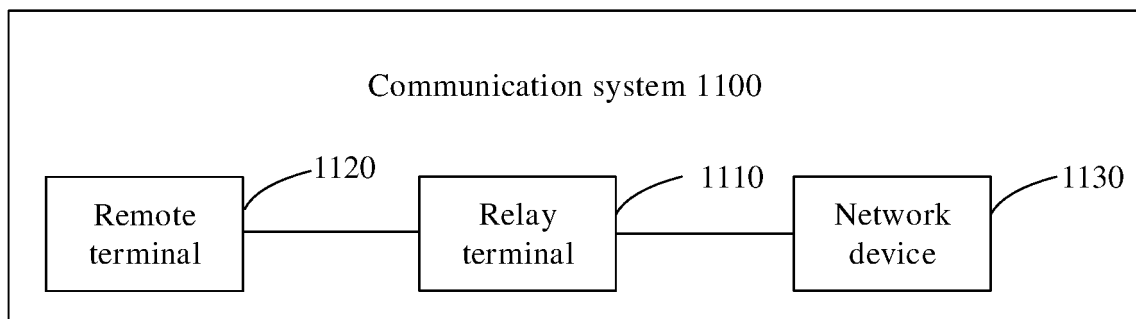 Communication system 1100
1120
1110
1130
Remote
terminal
Relay
terminal
Network
device